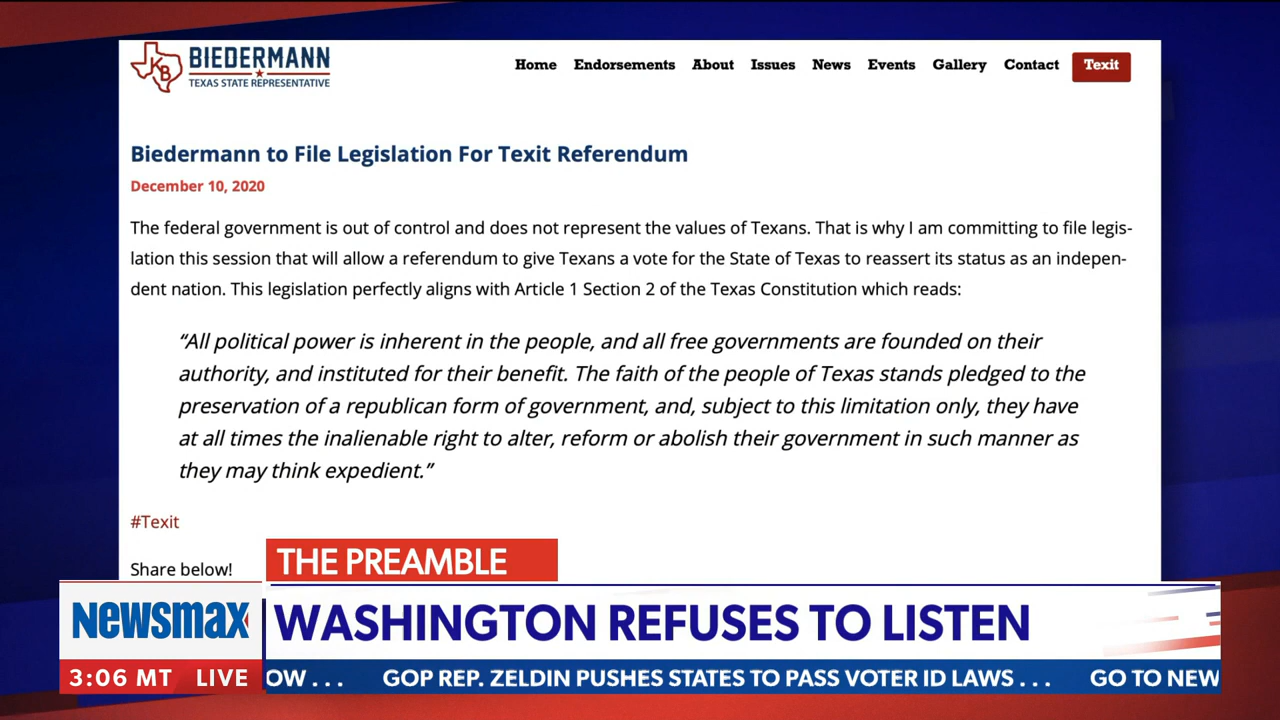 KB
BIEDERMANN
TEXAS STATE REPRESENTATIVE
Home Endorsements About Issues News Events Gallery Contact Texit
Biedermann to File Legislation For Texit Referendum
December 10, 2020
The federal government is out of control and does not represent the values of Texans. That is why I am committing to file legis-
lation this session that will allow a referendum to give Texans a vote for the State of Texas to reassert its status as an indepen-
dent nation. This legislation perfectly aligns with Article 1 Section 2 of the Texas Constitution which reads:
“All political power is inherent in the people, and all free governments are founded on their
authority, and instituted for their benefit. The faith of the people of Texas stands pledged to the
preservation of a republican form of government, and, subject to this limitation only, they have
at all times the inalienable right to alter, reform or abolish their government in such manner as
they may think expedient.”
#Texit
Share below!
THE PREAMBLE
NEWSMAX
WASHINGTON REFUSES TO LISTEN
3:06 MT LIVE
OW . . . GOP REP. ZELDIN PUSHES STATES TO PASS VOTER ID LAWS . . . GO TO NEW